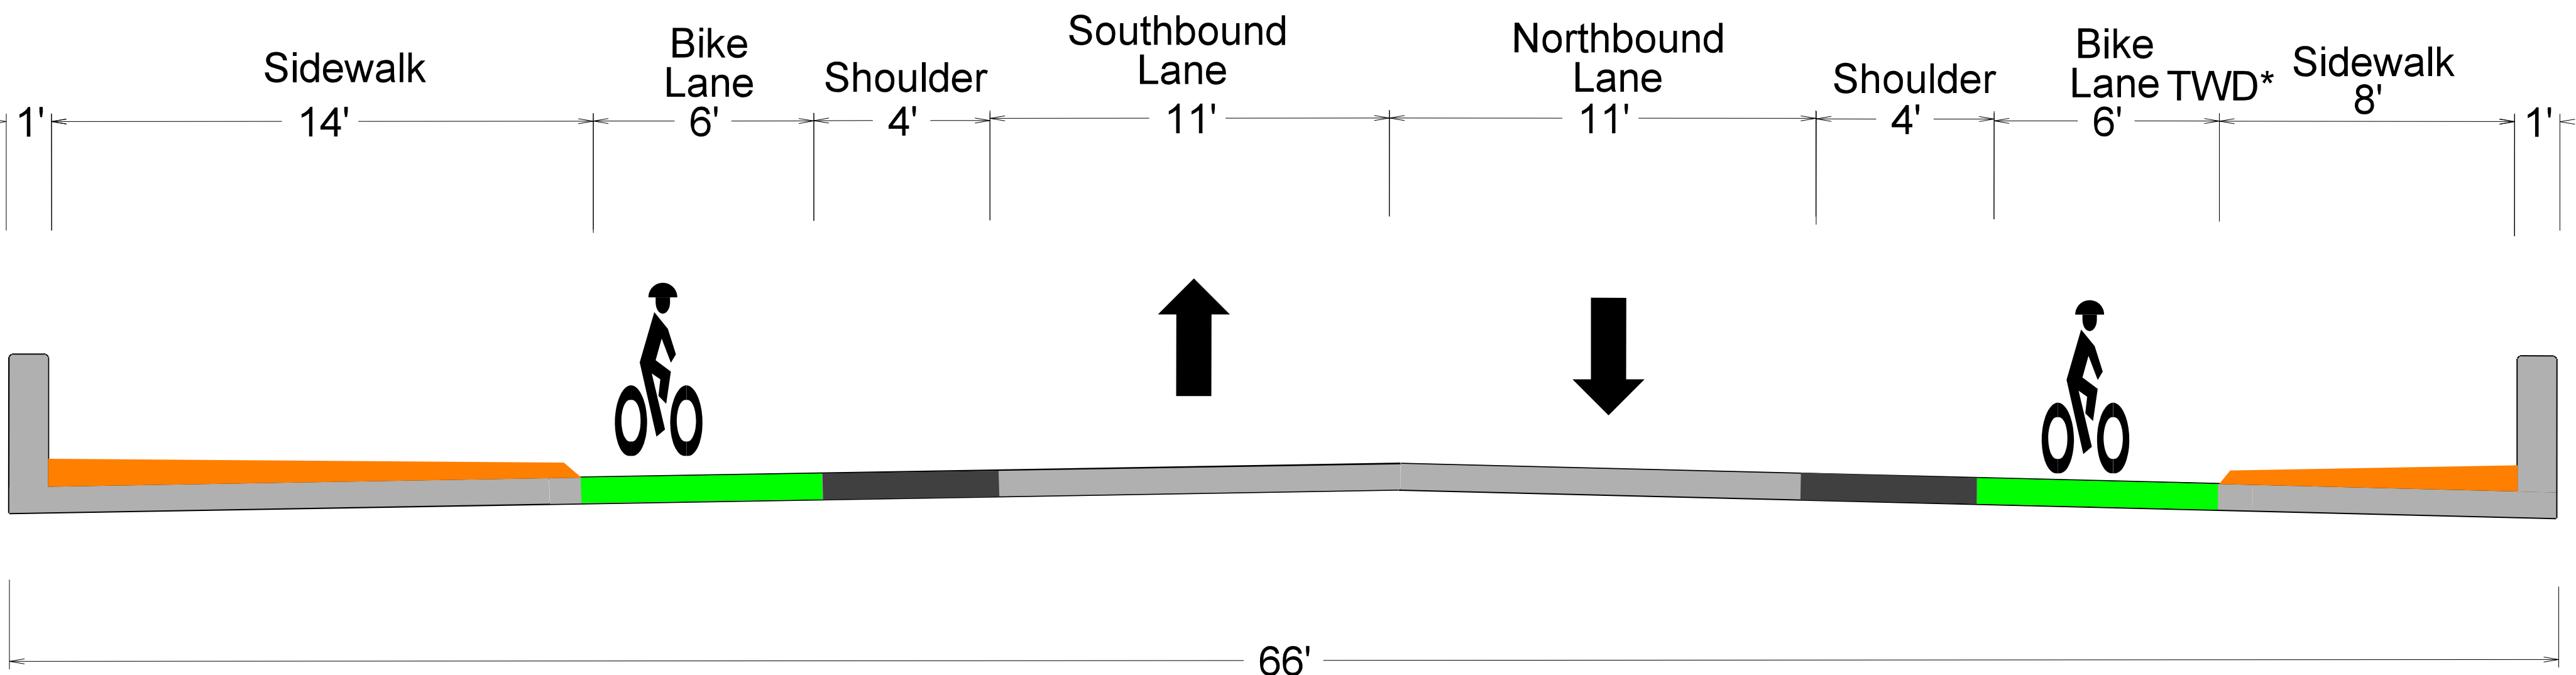 Sidewalk
Bike
Lane
Shoulder
Southbound
Lane
Northbound
Lane
Shoulder
Bike
Lane
TWD*
Sidewalk
1'
14'
6'
4'
11'
11'
4'
6'
8'
1'
66'